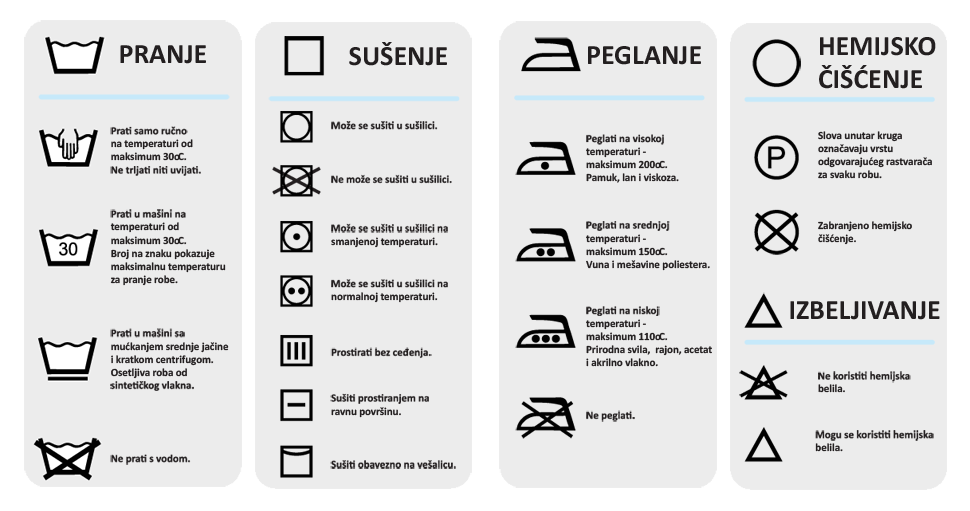 PRANJE
Prati samo ručno
na temperaturi od
maksimum 30oC.
Ne trljati niti uvijati.
30
Prati u mašini na
temperaturi od
maksimum 30oC.
Broj na znaku pokazuje
maksimalnu temperaturu
za pranje robe.
Prati u mašini sa
mućkanjem srednje jačine
i kratkom centrifugom.
Osetljiva roba od
sintetičkog vlakna.
Ne prati s vodom.
SUŠENJE
Može se sušiti u sušilici.
Ne može se sušiti u sušilici.
Može se sušiti u sušilici na
smanjenoj temperaturi.
Može se sušiti u sušilici na
normalnoj temperaturi.
Prostirati bez ceđenja.
Sušiti prostiranjem na
ravnu površinu.
Sušiti obavezno na vešalicu.
PEGLANJE
Peglati na visokoj
temperaturi -
maksimum 200oC.
Pamuk, lan i viskoza.
Peglati na srednjoj
temperaturi -
maksimum 150oC.
Vuna i mešavine poliestera.
Peglati na niskoj
temperaturi -
maksimum 110oC.
Prirodna svila, rajon, acetat
i akrilno vlakno.
Ne peglati.
HEMIJSKO
ČIŠĆENJE
P
Slova unutar kruga
označavaju vrstu
odgovarajućeg rastvarača
za svaku robu.
Zabranjeno hemijsko
čišćenje.
IZBELJIVANJE
Ne koristiti hemijska
belila.
Mogu se koristiti hemijska
belila.